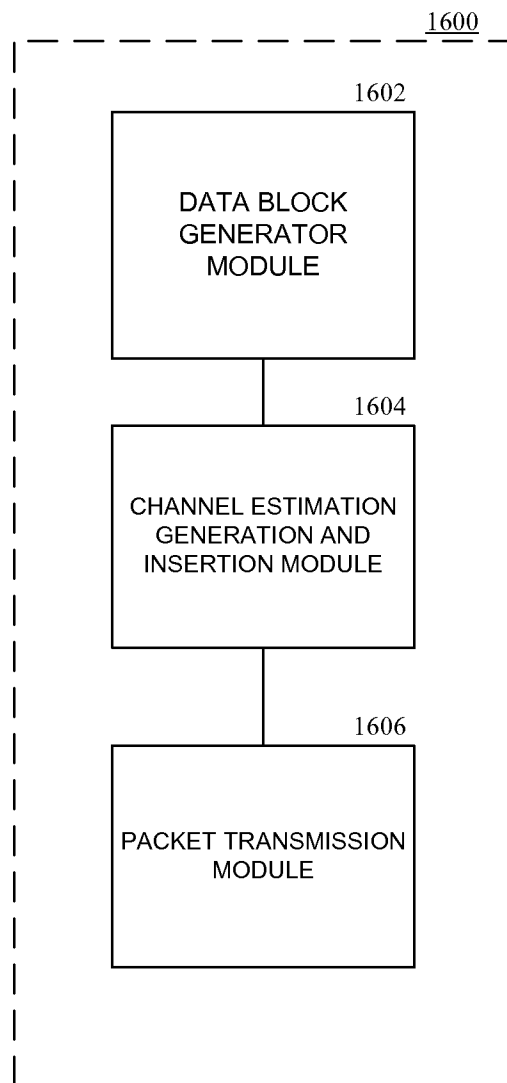 1600
1602
DATA BLOCK
GENERATOR
MODULE
1604
CHANNEL ESTIMATION
GENERATION AND
INSERTION MODULE
1606
PACKET TRANSMISSION
MODULE